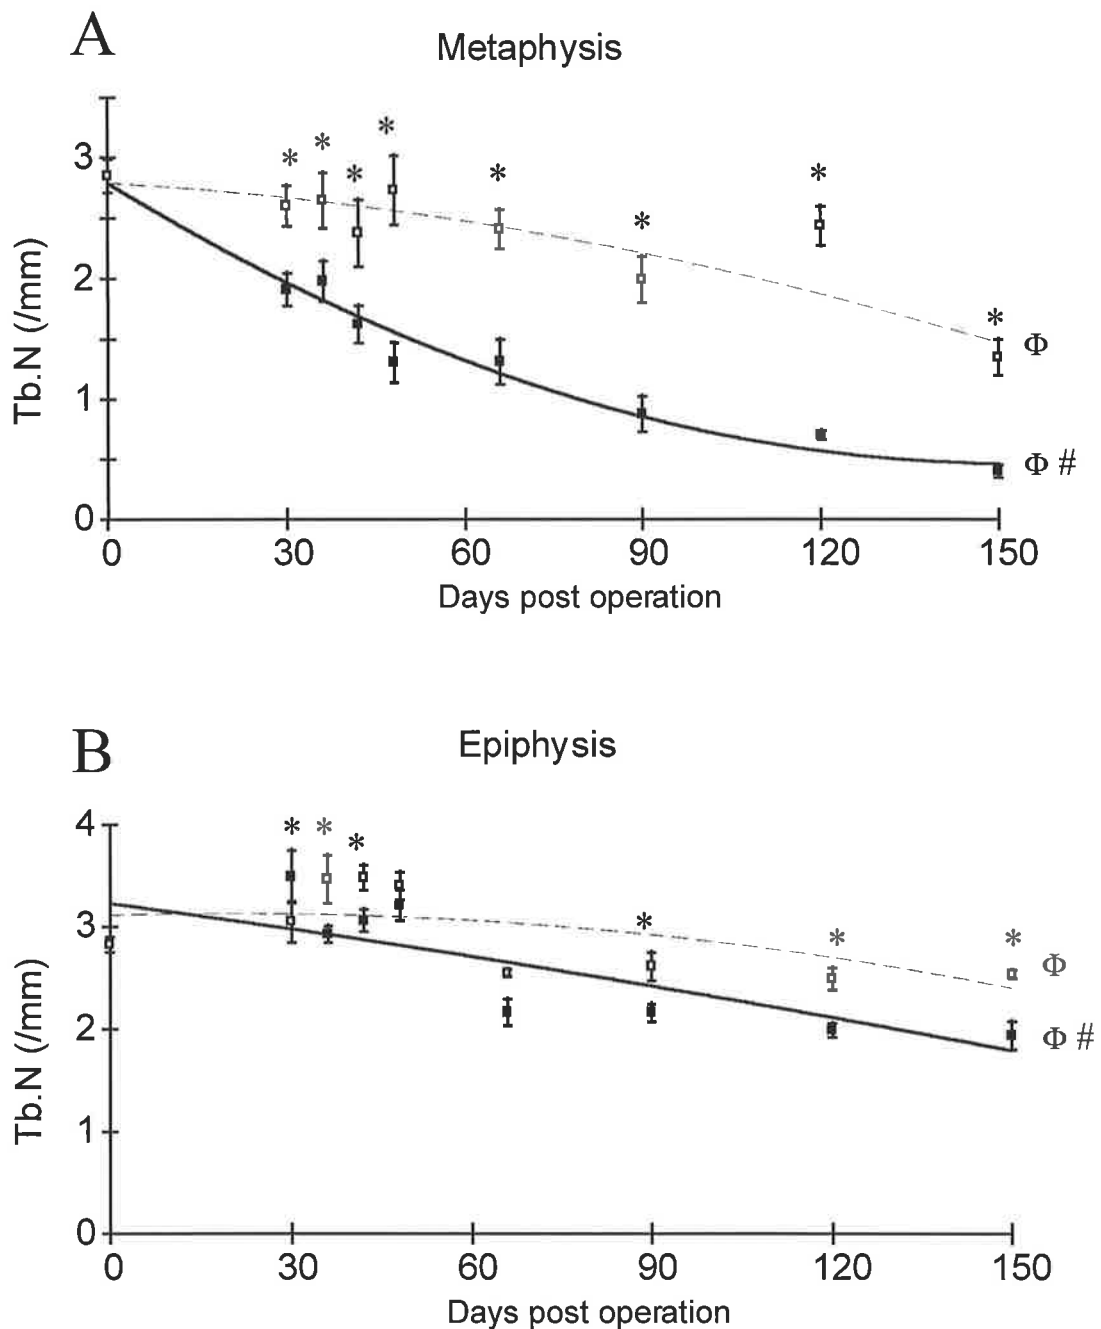 A
Metaphysis
* * * * * * * *
3
2
1
0
Tb.N (/mm)
Φ
Φ #
0 30 60 90 120 150
Days post operation
B
Epiphysis
* * * * * *
4
3
2
1
0
Tb.N (/mm)
Φ
Φ #
0 30 60 90 120 150
Days post operation